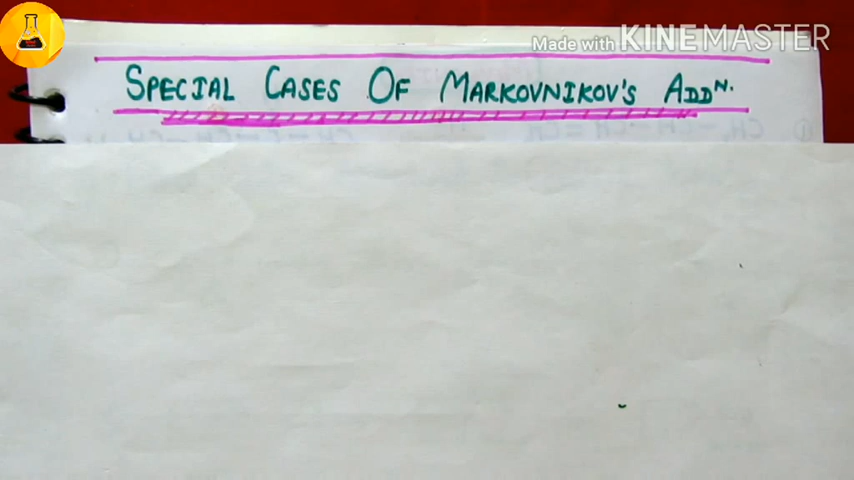 Made with KINEMASTER
SPECIAL CASES OF MARKOVNIKOV'S ADDN.